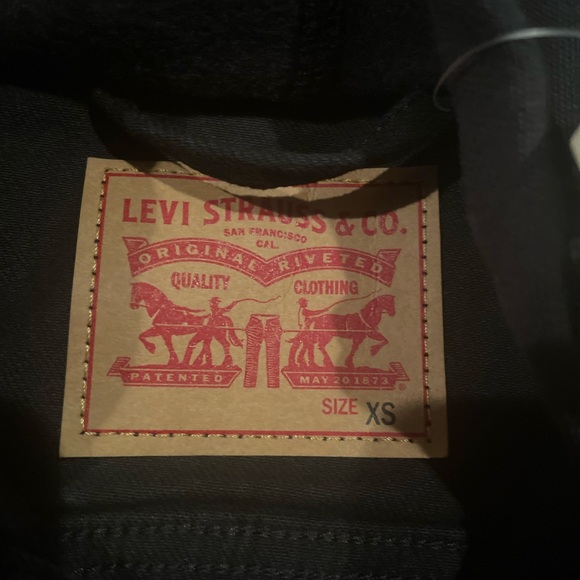 LEVI STRAUSS & CO.
SAN FRANCISCO
CAL.
ORIGINAL RIVETED
QUALITY CLOTHING
PATENTED MAY 20 1873
®
SIZE XS